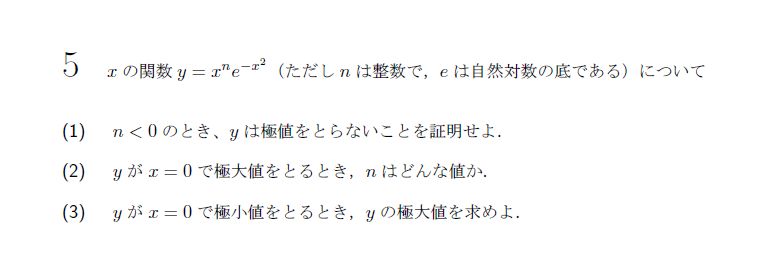 5 x の関数 y = xⁿe^{-x²}（ただし n は整数で，e は自然対数の底である）について
(1) n < 0 のとき、y は極値をとらないことを証明せよ．
(2) y が x = 0 で極大値をとるとき，n はどんな値か．
(3) y が x = 0 で極小値をとるとき，y の極大値を求めよ．